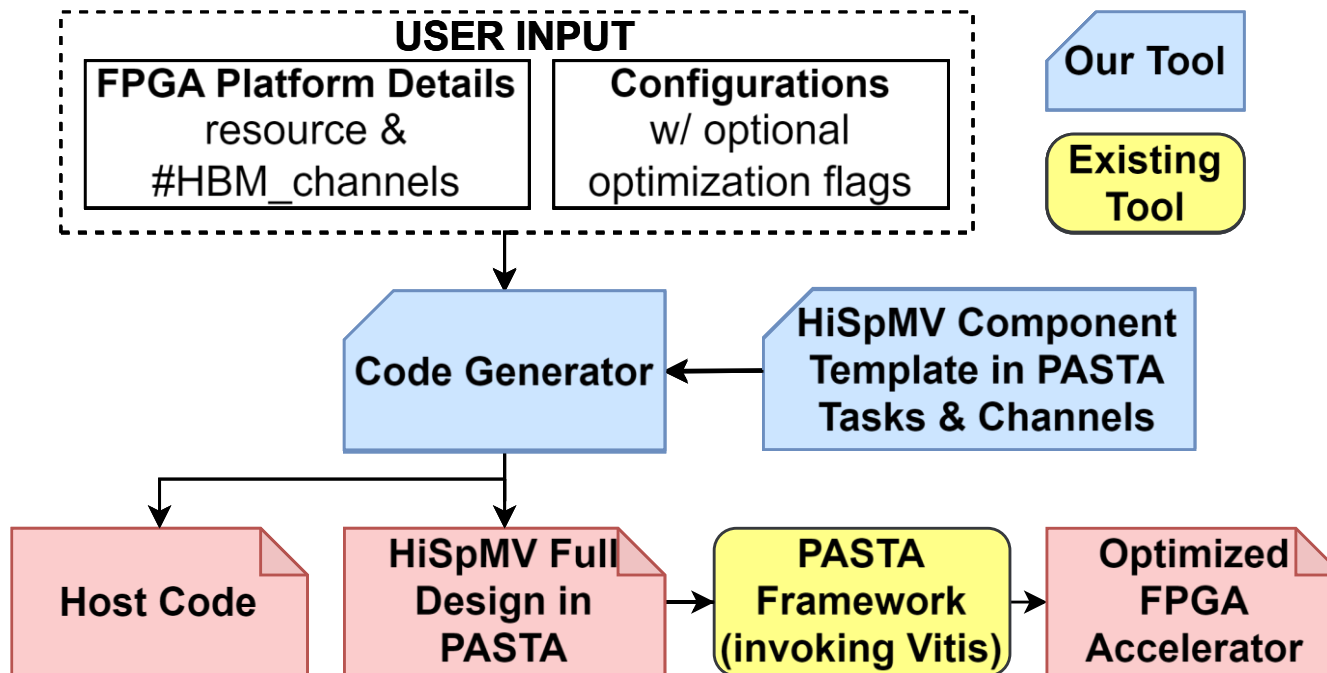 USER INPUT
FPGA Platform Details
resource &
#HBM_channels
Configurations
w/ optional
optimization flags
Our Tool
Existing
Tool
Code Generator
HiSpMV Component
Template in PASTA
Tasks & Channels
Host Code
HiSpMV Full
Design in
PASTA
PASTA
Framework
(invoking Vitis)
Optimized
FPGA
Accelerator